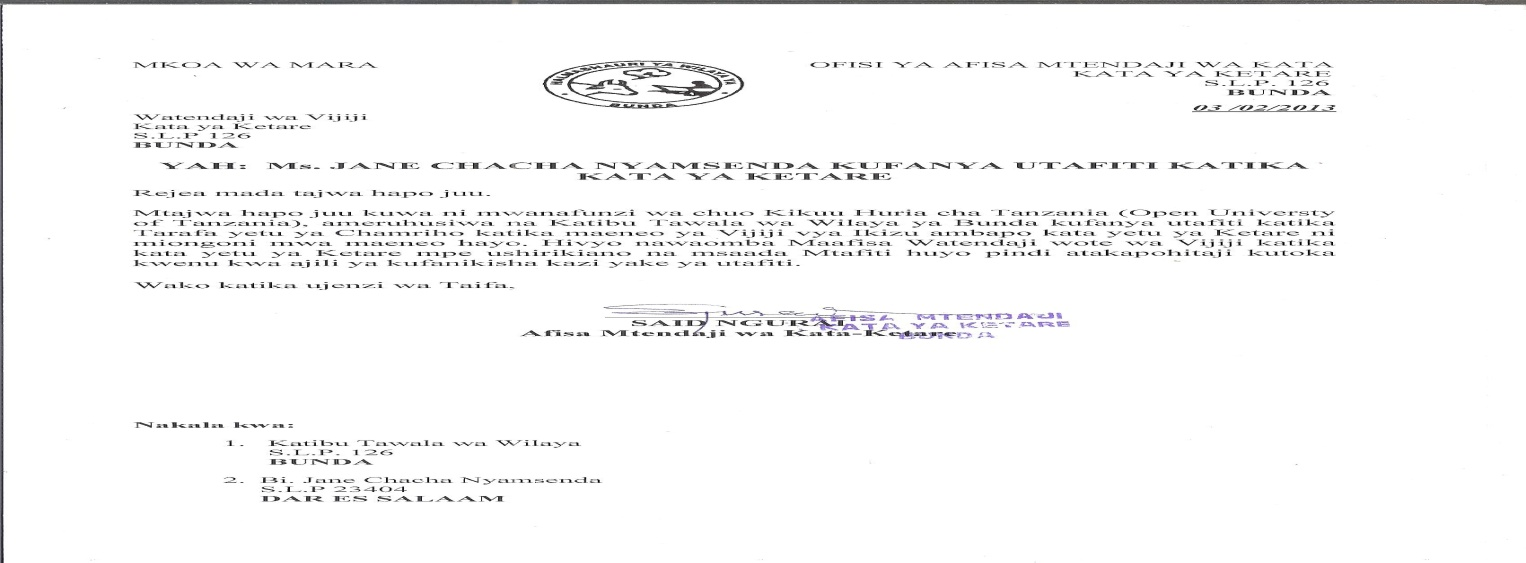 MKOA WA MARA
HALMASHAURI YA WILAYA YA
BUNDA
OFISI YA AFISA MTENDAJI WA KATA
KATA YA KETARE
S.L.P. 126
BUNDA
03 /02/2013
Watendaji wa Vijiji
Kata ya Ketare
S.L.P 126
BUNDA
YAH: Ms. JANE CHACHA NYAMSENDA KUFANYA UTAFITI KATIKA
KATA YA KETARE
Rejea mada tajwa hapo juu.
Mtajwa hapo juu kuwa ni mwanafunzi wa chuo Kikuu Huria cha Tanzania (Open Universty
of Tanzania), ameruhusiwa na Katibu Tawala wa Wilaya ya Bunda kufanya utafiti katika
Tarafa yetu ya Chamriho katika maeneo ya Vijiji vya Ikizu ambapo kata yetu ya Ketare ni
miongoni mwa maeneo hayo. Hivyo nawaomba Maafisa Watendaji wote wa Vijiji katika
kata yetu ya Ketare mpe ushirikiano na msaada Mtafiti huyo pindi atakapohitaji kutoka
kwenu kwa ajili ya kufanikisha kazi yake ya utafiti.
Wako katika ujenzi wa Taifa,
SAID
Afisa Mtendaji wa Kata-Ketare
AFISA MTENDAJI
KATA YA KETARE
BUNDA
Nakala kwa:
1. Katibu Tawala wa Wilaya
S.L.P. 126
BUNDA
2. Bi. Jane Chacha Nyamsenda
S.L.P 23404
DAR ES SALAAM